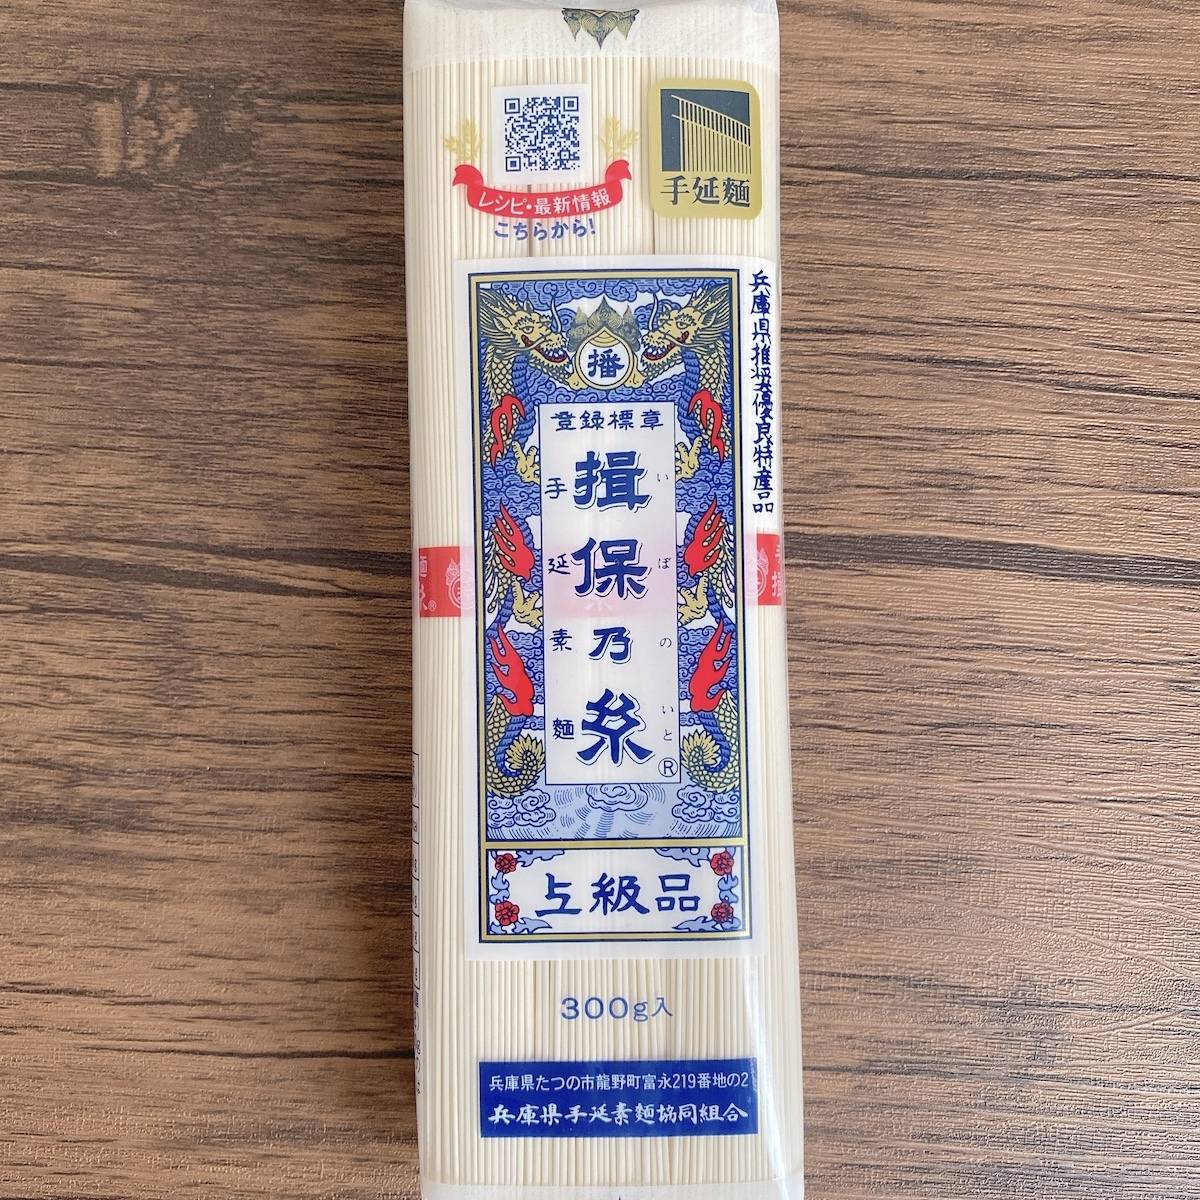 手延麺
レシピ・最新情報
こちらから!
兵庫県推奨優良特産品
播
登録標章
手延素麺
揖保乃糸
いぼのいと
®
上級品
300g入
兵庫県たつの市龍野町富永219番地の2
兵庫県手延素麺協同組合